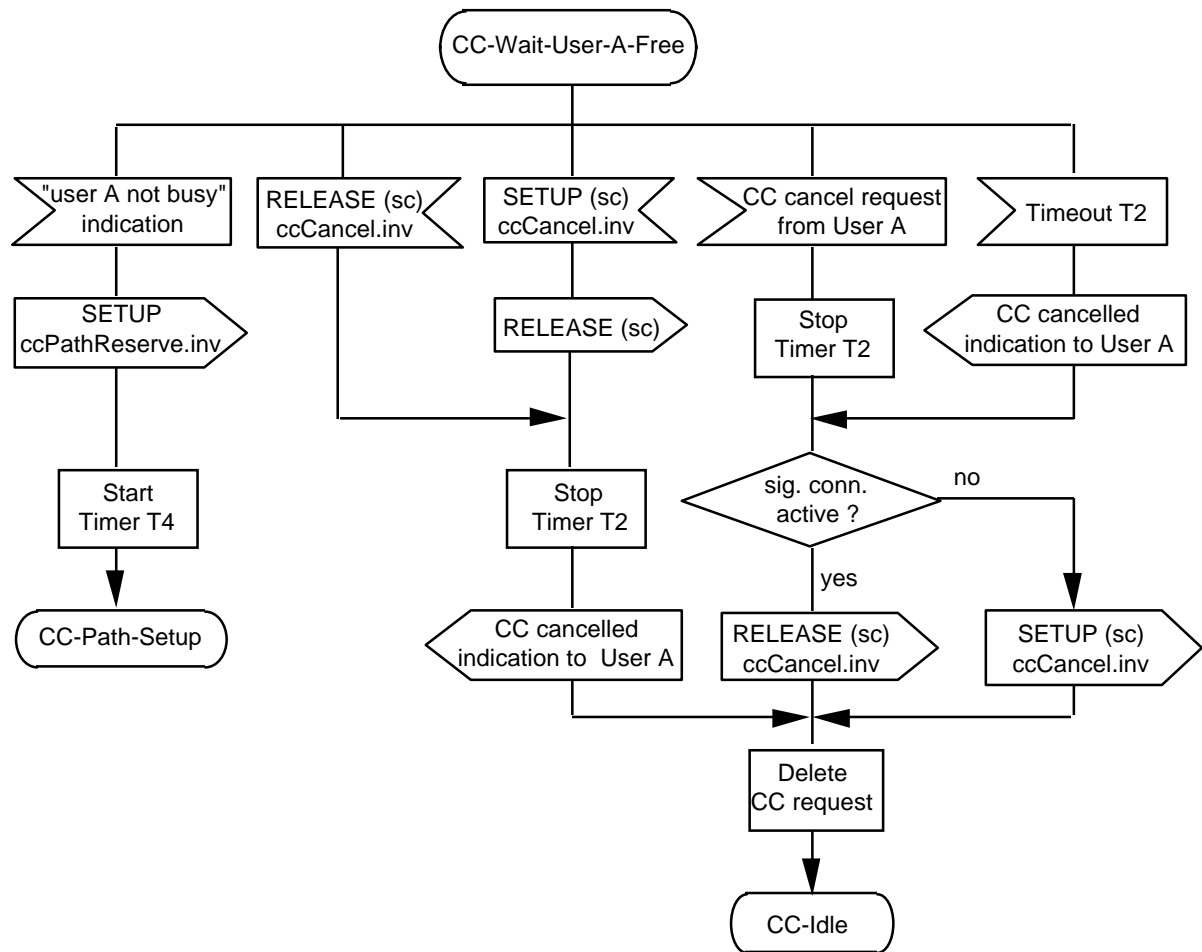 CC-Wait-User-A-Free
"user A not busy"
indication
RELEASE (sc)
ccCancel.inv
SETUP (sc)
ccCancel.inv
CC cancel request
from User A
Timeout T2
SETUP
ccPathReserve.inv
RELEASE (sc)
Stop
Timer T2
CC cancelled
indication to User A
Start
Timer T4
Stop
Timer T2
sig. conn.
active ?
no
yes
CC-Path-Setup
CC cancelled
indication to User A
RELEASE (sc)
ccCancel.inv
SETUP (sc)
ccCancel.inv
Delete
CC request
CC-Idle